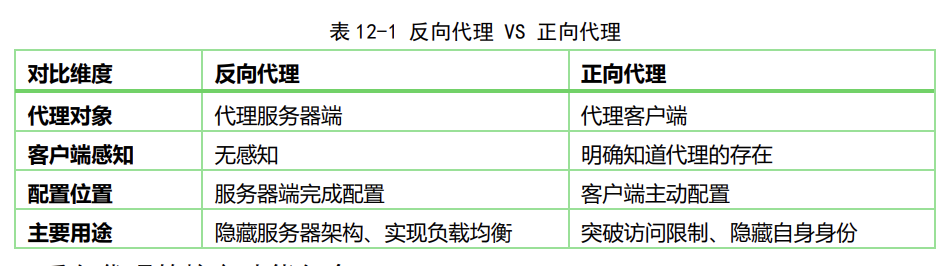 表12-1 反向代理 VS 正向代理
对比维度 反向代理 正向代理
代理对象 代理服务器端 代理客户端
客户端感知 无感知 明确知道代理的存在
配置位置 服务器端完成配置 客户端主动配置
主要用途 隐藏服务器架构、实现负载均衡 突破访问限制、隐藏自身身份